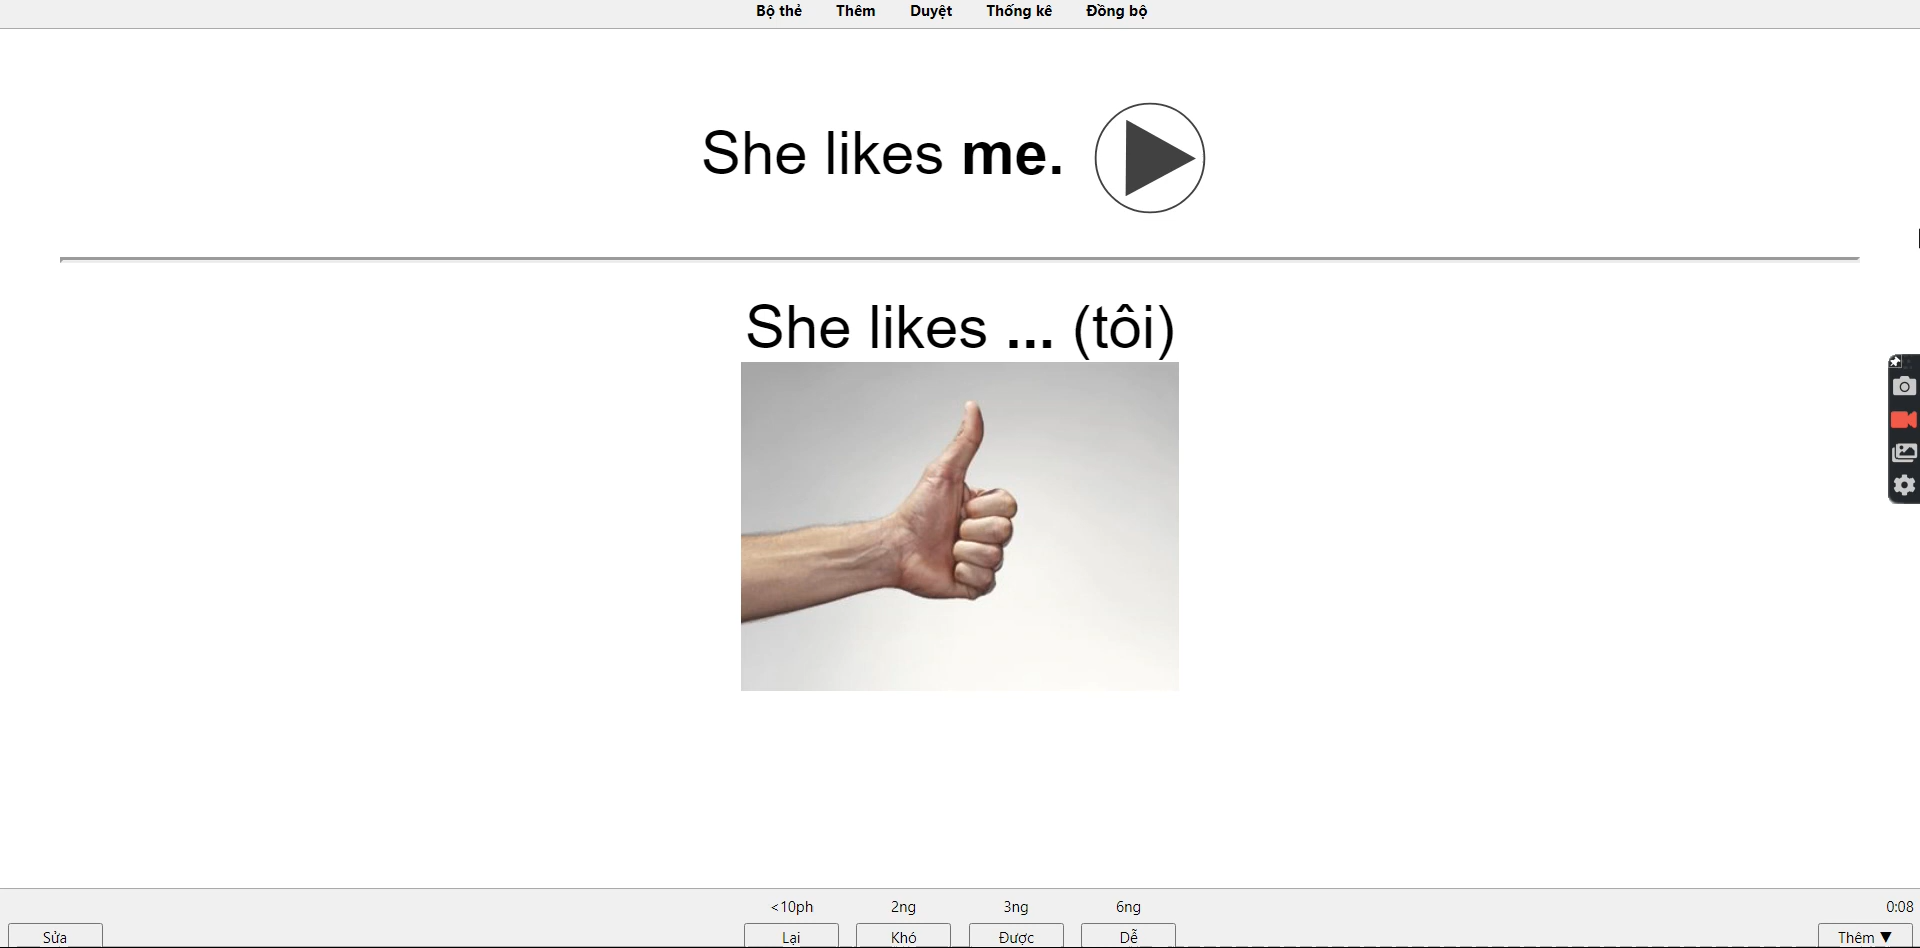 Bộ thẻ Thêm Duyệt Thống kê Đồng bộ
She likes me.
She likes ... (tôi)
<10ph 2ng 3ng 6ng 0:08
Sửa Lại Khó Được Dễ Thêm ▼